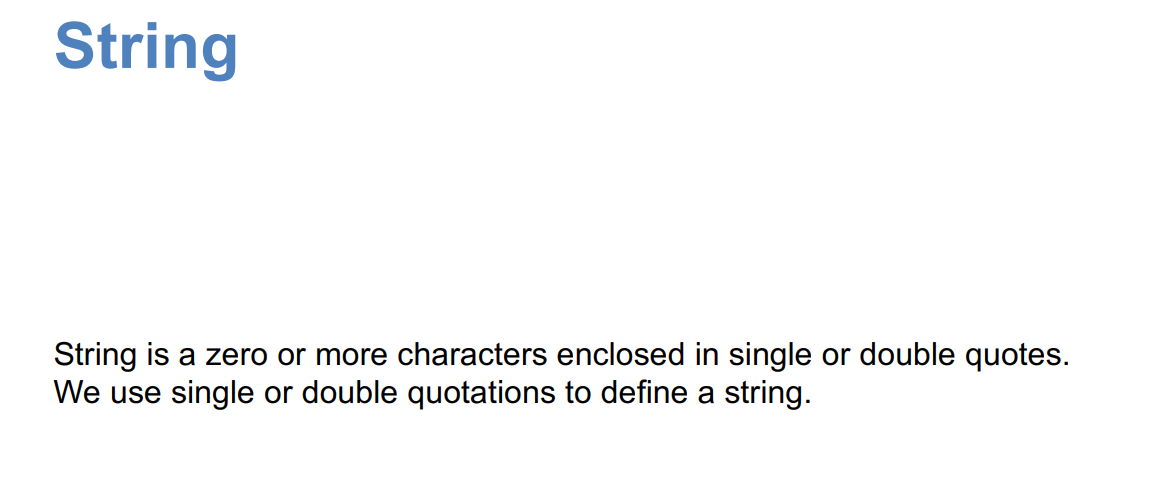 String
String is a zero or more characters enclosed in single or double quotes.
We use single or double quotations to define a string.